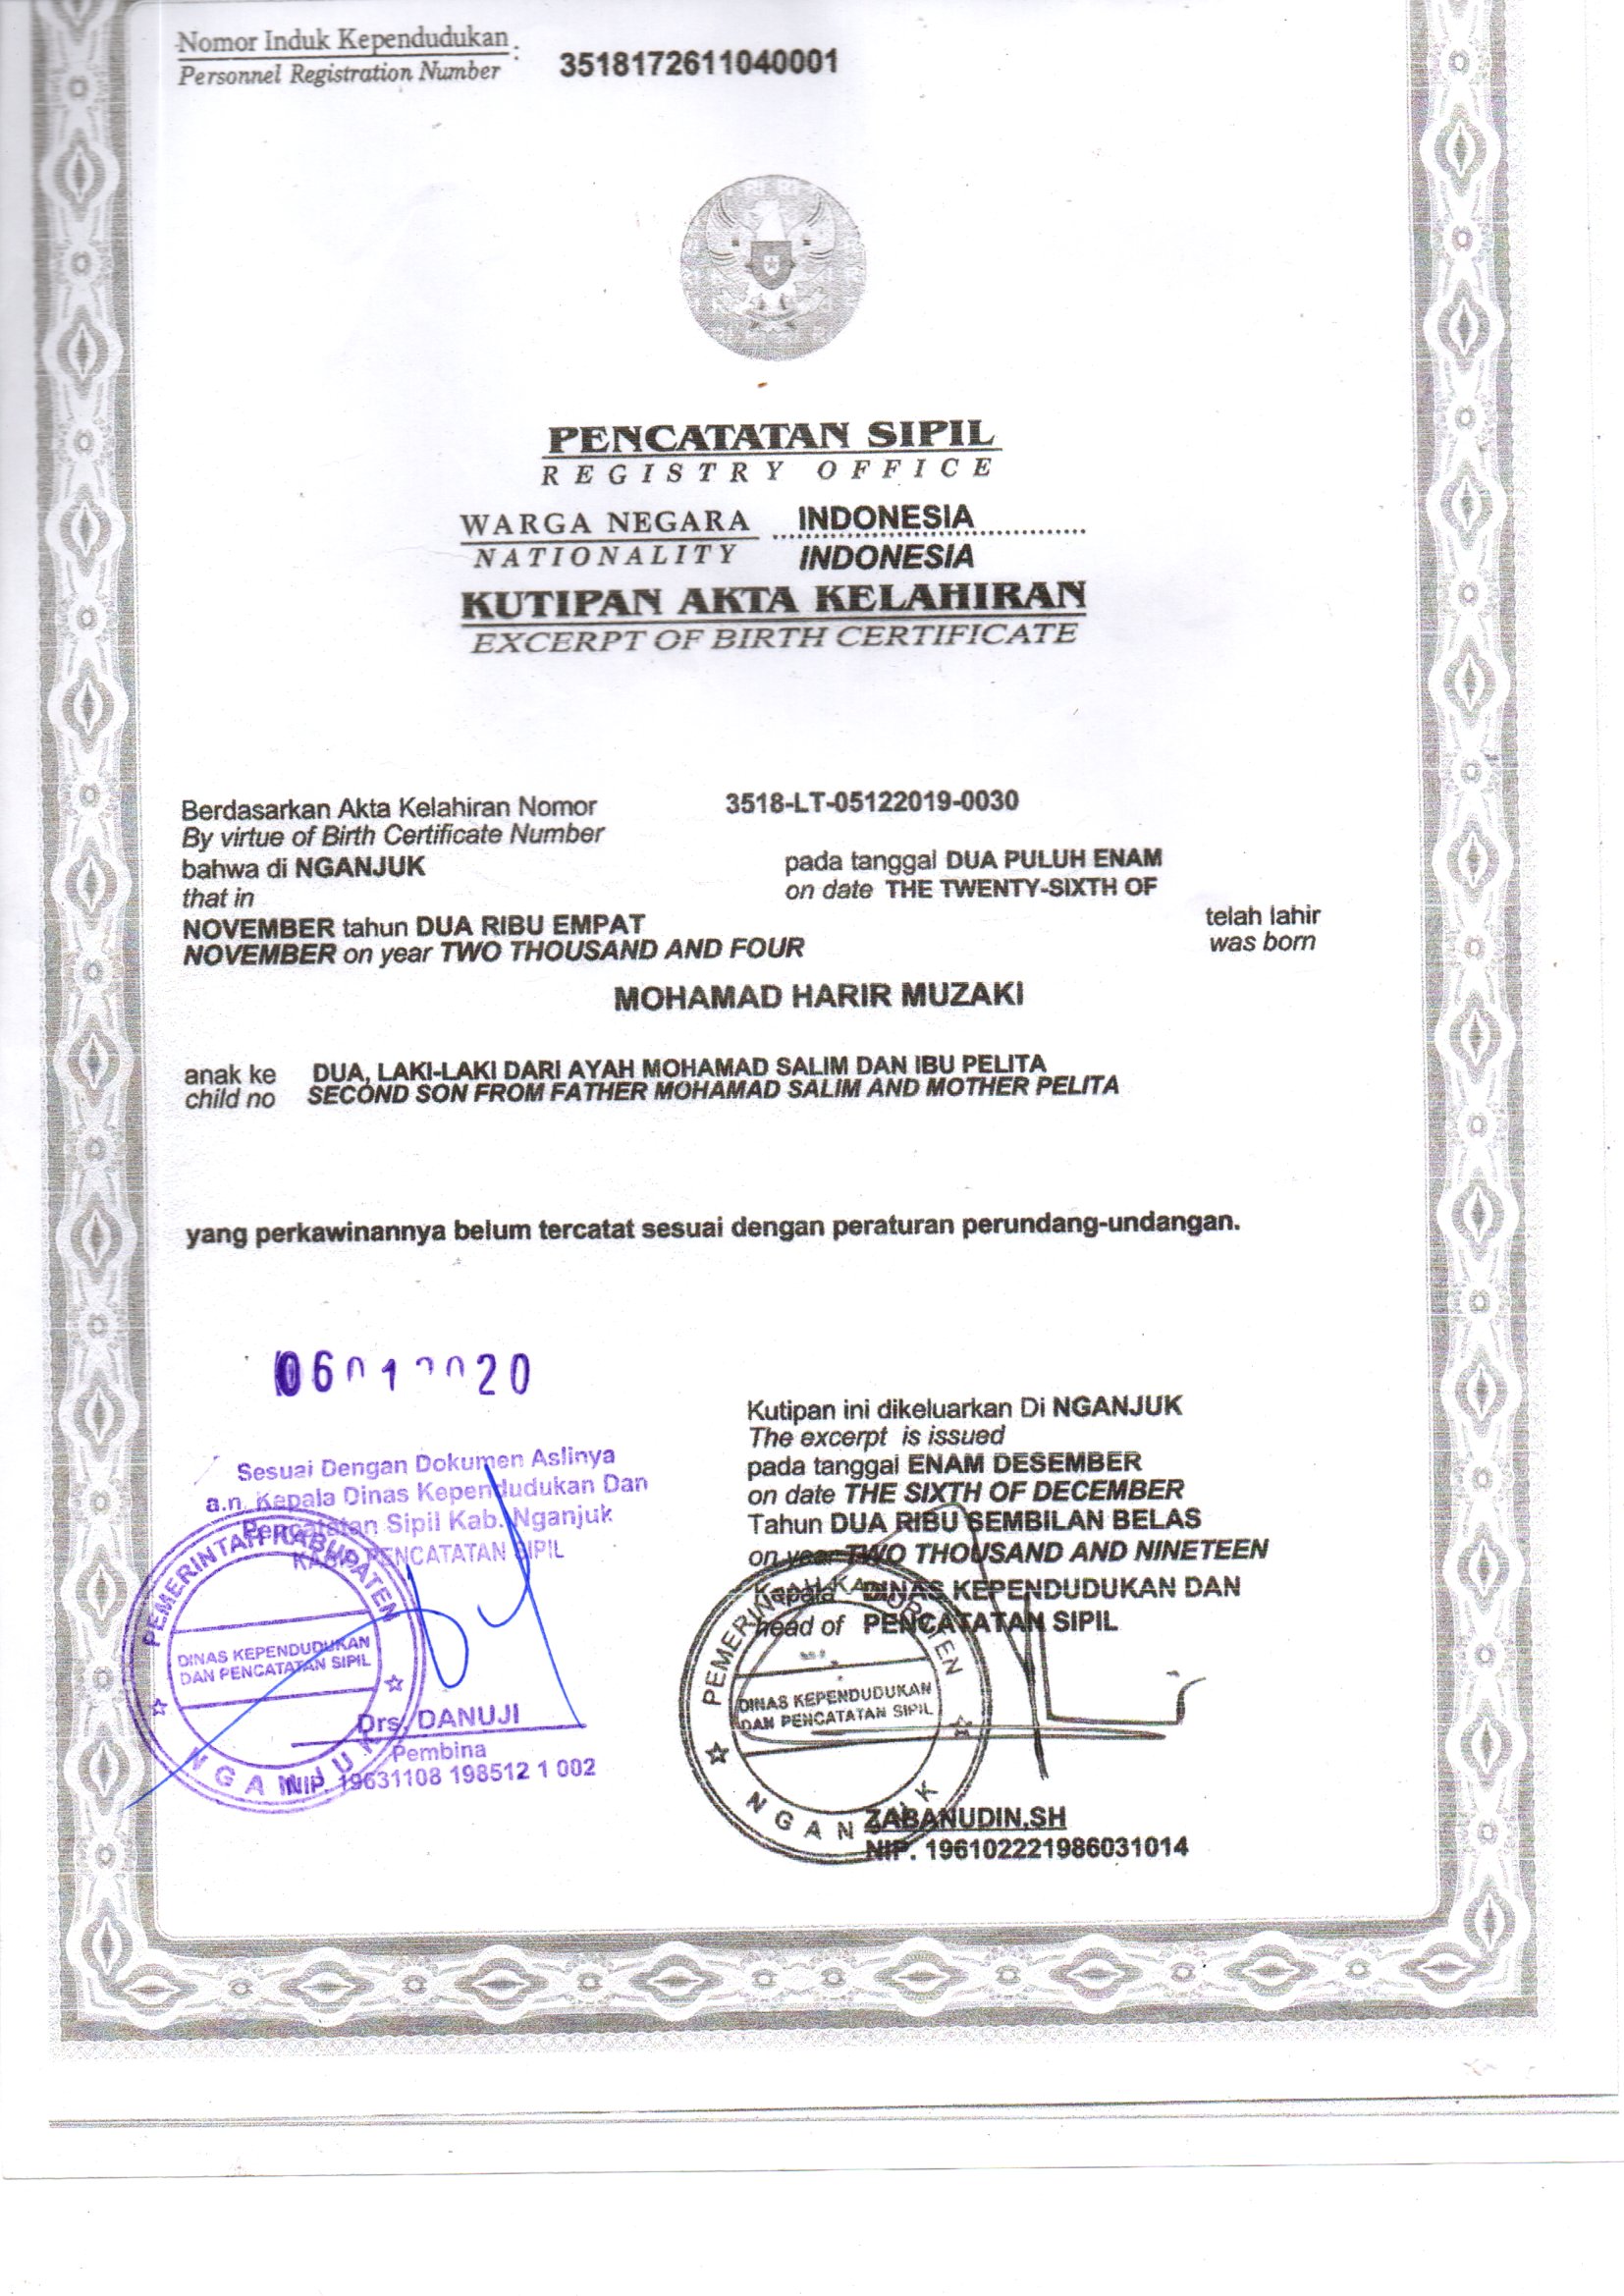 Nomor Induk Kependudukan :
Personnel Registration Number 3518172611040001
PENCATATAN SIPIL
REGISTRY OFFICE
WARGA NEGARA INDONESIA
NATIONALITY INDONESIA
KUTIPAN AKTA KELAHIRAN
EXCERPT OF BIRTH CERTIFICATE
Berdasarkan Akta Kelahiran Nomor 3518-LT-05122019-0030
By virtue of Birth Certificate Number
bahwa di NGANJUK pada tanggal DUA PULUH ENAM
that in on date THE TWENTY-SIXTH OF
NOVEMBER tahun DUA RIBU EMPAT telah lahir
NOVEMBER on year TWO THOUSAND AND FOUR was born
MOHAMAD HARIR MUZAKI
anak ke DUA, LAKI-LAKI DARI AYAH MOHAMAD SALIM DAN IBU PELITA
child no SECOND SON FROM FATHER MOHAMAD SALIM AND MOTHER PELITA
yang perkawinannya belum tercatat sesuai dengan peraturan perundang-undangan.
Sesuai Dengan Dokumen Aslinya
a.n. Kepala Dinas Kependudukan Dan
Pencatatan Sipil Kab. Nganjuk
PENCATATAN SIPIL
PEMERINTAH KABUPATEN
DINAS KEPENDUDUKAN
DAN PENCATATAN SIPIL
NGANJUK
Drs. DANUJI
Pembina
NIP 19631108 198512 1 002
Kutipan ini dikeluarkan Di NGANJUK
The excerpt is issued
pada tanggal ENAM DESEMBER
on date THE SIXTH OF DECEMBER
Tahun DUA RIBU SEMBILAN BELAS
on year TWO THOUSAND AND NINETEEN
Kepala DINAS KEPENDUDUKAN DAN
head of PENCATATAN SIPIL
PEMERINTAH KABUPATEN
DINAS KEPENDUDUKAN
DAN PENCATATAN SIPIL
NGANJUK
ZABANUDIN,SH
NIP. 196102221986031014